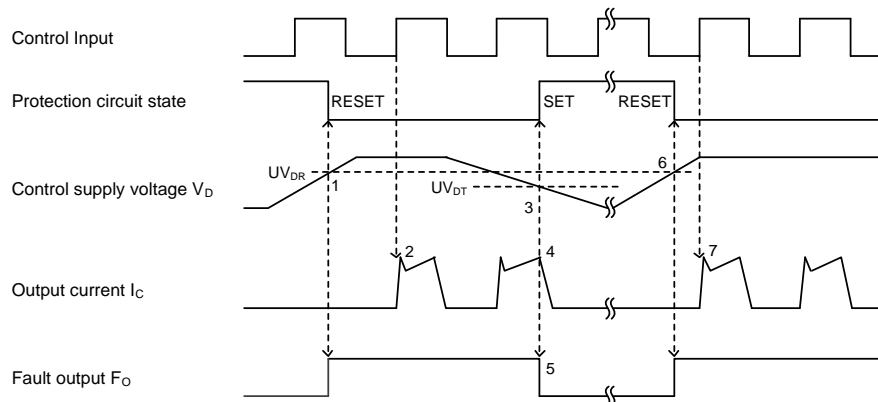 Control Input
Protection circuit state
RESET
SET
RESET
Control supply voltage VD
UVDR
1
UVDT
3
6
Output current IC
2
4
7
Fault output FO
5